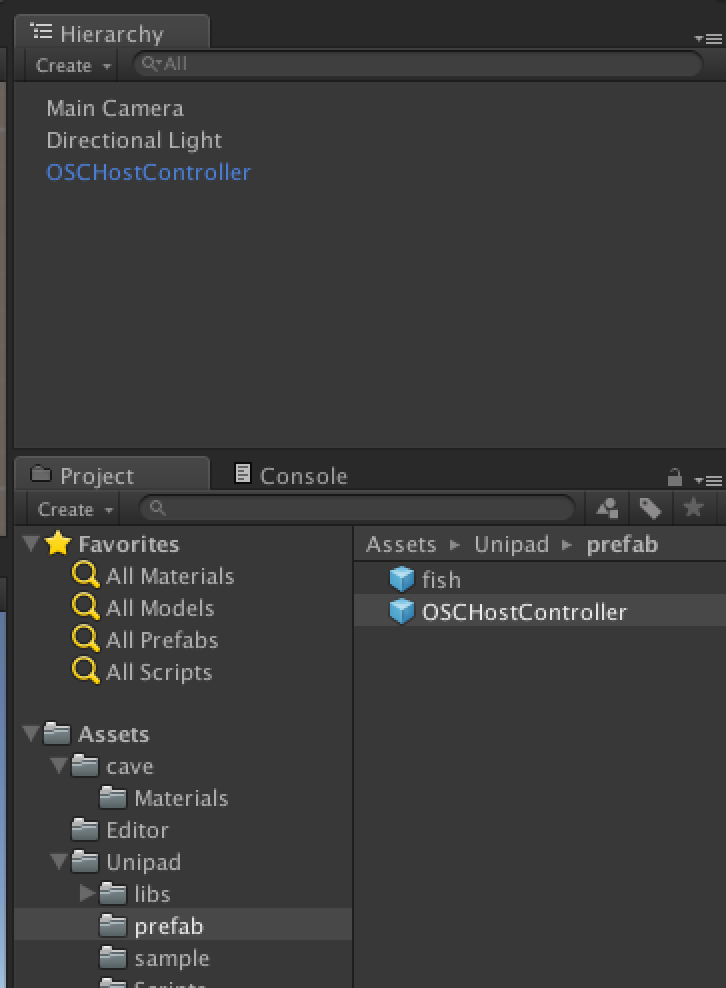 Hierarchy
Create All
Main Camera
Directional Light
OSCHostController
Project Console
Create
Favorites
All Materials
All Models
All Prefabs
All Scripts
Assets
cave
Materials
Editor
Unipad
libs
prefab
sample
Scripts
Assets ▸ Unipad ▸ prefab
fish
OSCHostController